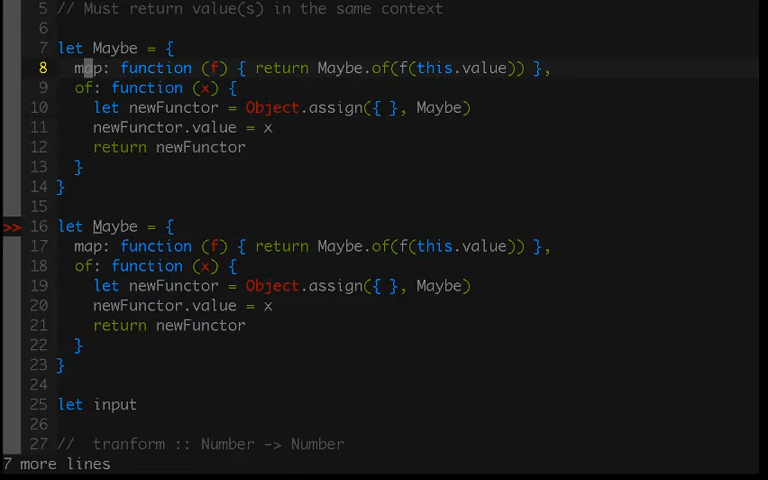 5 // Must return value(s) in the same context
6
7 let Maybe = {
8 map: function (f) { return Maybe.of(f(this.value)) },
9 of: function (x) {
10 let newFunctor = Object.assign({ }, Maybe)
11 newFunctor.value = x
12 return newFunctor
13 }
14 }
15
>> 16 let Maybe = {
17 map: function (f) { return Maybe.of(f(this.value)) },
18 of: function (x) {
19 let newFunctor = Object.assign({ }, Maybe)
20 newFunctor.value = x
21 return newFunctor
22 }
23 }
24
25 let input
26
27 // tranform :: Number -> Number
7 more lines